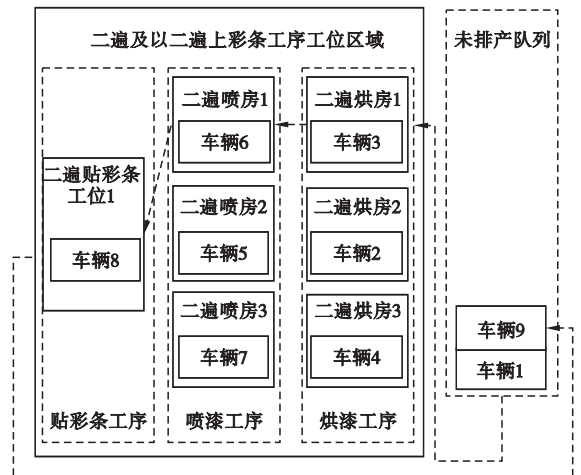 二遍及以二遍上彩条工序工位区域
未排产队列
二遍喷房1
车辆6
二遍烘房1
车辆3
二遍贴彩条
工位1
车辆8
二遍喷房2
车辆5
二遍烘房2
车辆2
二遍喷房3
车辆7
二遍烘房3
车辆4
车辆9
车辆1
贴彩条工序
喷漆工序
烘漆工序